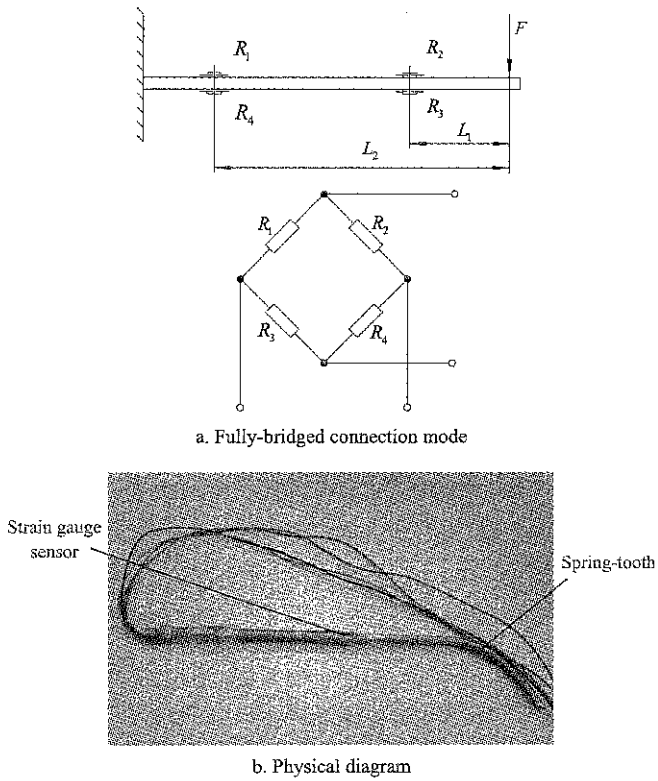 F
R₁
R₂
R₄
R₃
L₁
L₂
R₁
R₂
R₃
R₄
a. Fully-bridged connection mode
Strain gauge
sensor
Spring-tooth
b. Physical diagram